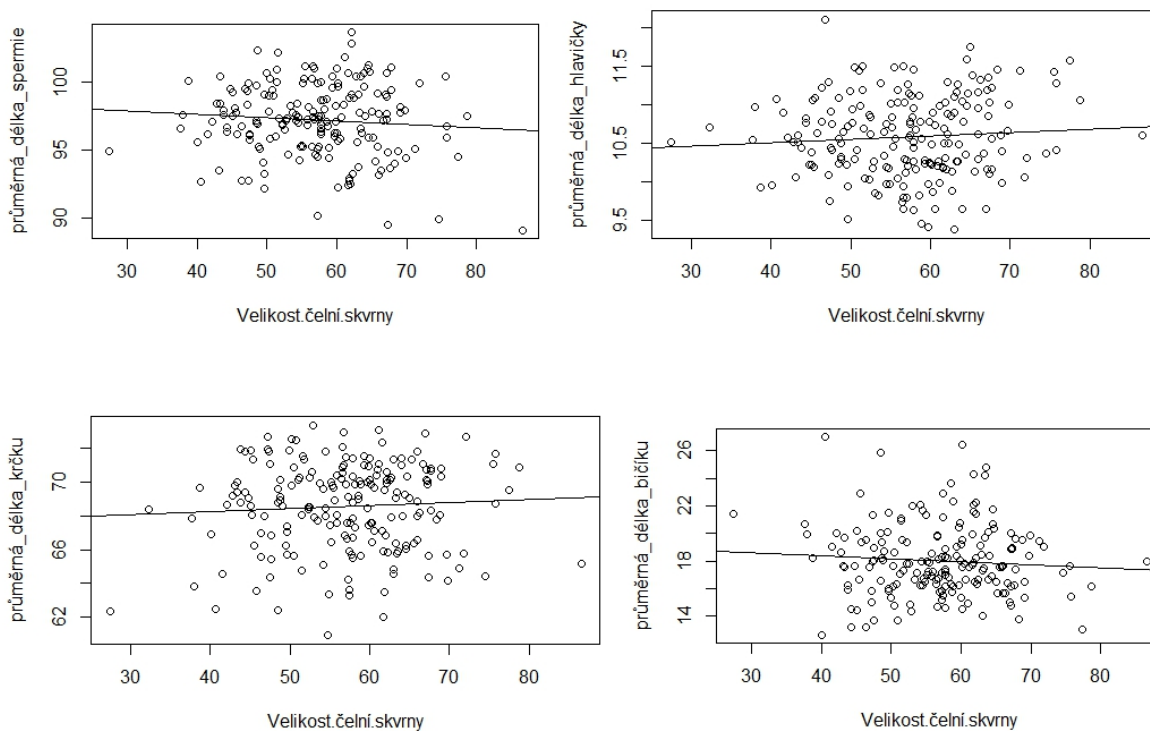 průměrná_délka_spermie
100
95
90
30 40 50 60 70 80
Velikost.čelní.skvrny
průměrná_délka_hlavičky
11.5
10.5
9.5
30 40 50 60 70 80
Velikost.čelní.skvrny
průměrná_délka_krčku
70
66
62
30 40 50 60 70 80
Velikost.čelní.skvrny
průměrná_délka_bičíku
26
22
18
14
30 40 50 60 70 80
Velikost.čelní.skvrny